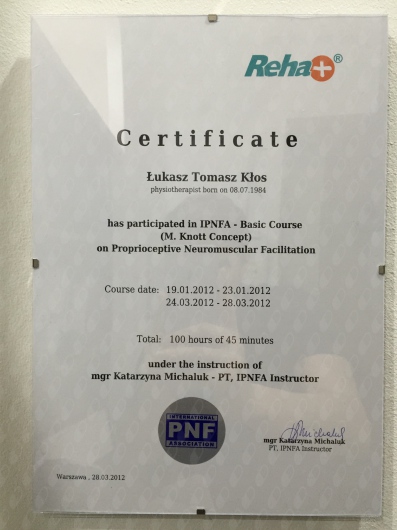 Reha+®
Certificate
Łukasz Tomasz Kłos
physiotherapist born on 08.07.1984
has participated in IPNFA - Basic Course
(M. Knott Concept)
on Proprioceptive Neuromuscular Facilitation
Course date: 19.01.2012 - 23.01.2012
24.03.2012 - 28.03.2012
Total: 100 hours of 45 minutes
under the instruction of
mgr Katarzyna Michaluk - PT, IPNFA Instructor
INTERNATIONAL
PNF
ASSOCIATION
mgr Katarzyna Michaluk
PT, IPNFA Instructor
Warszawa , 28.03.2012